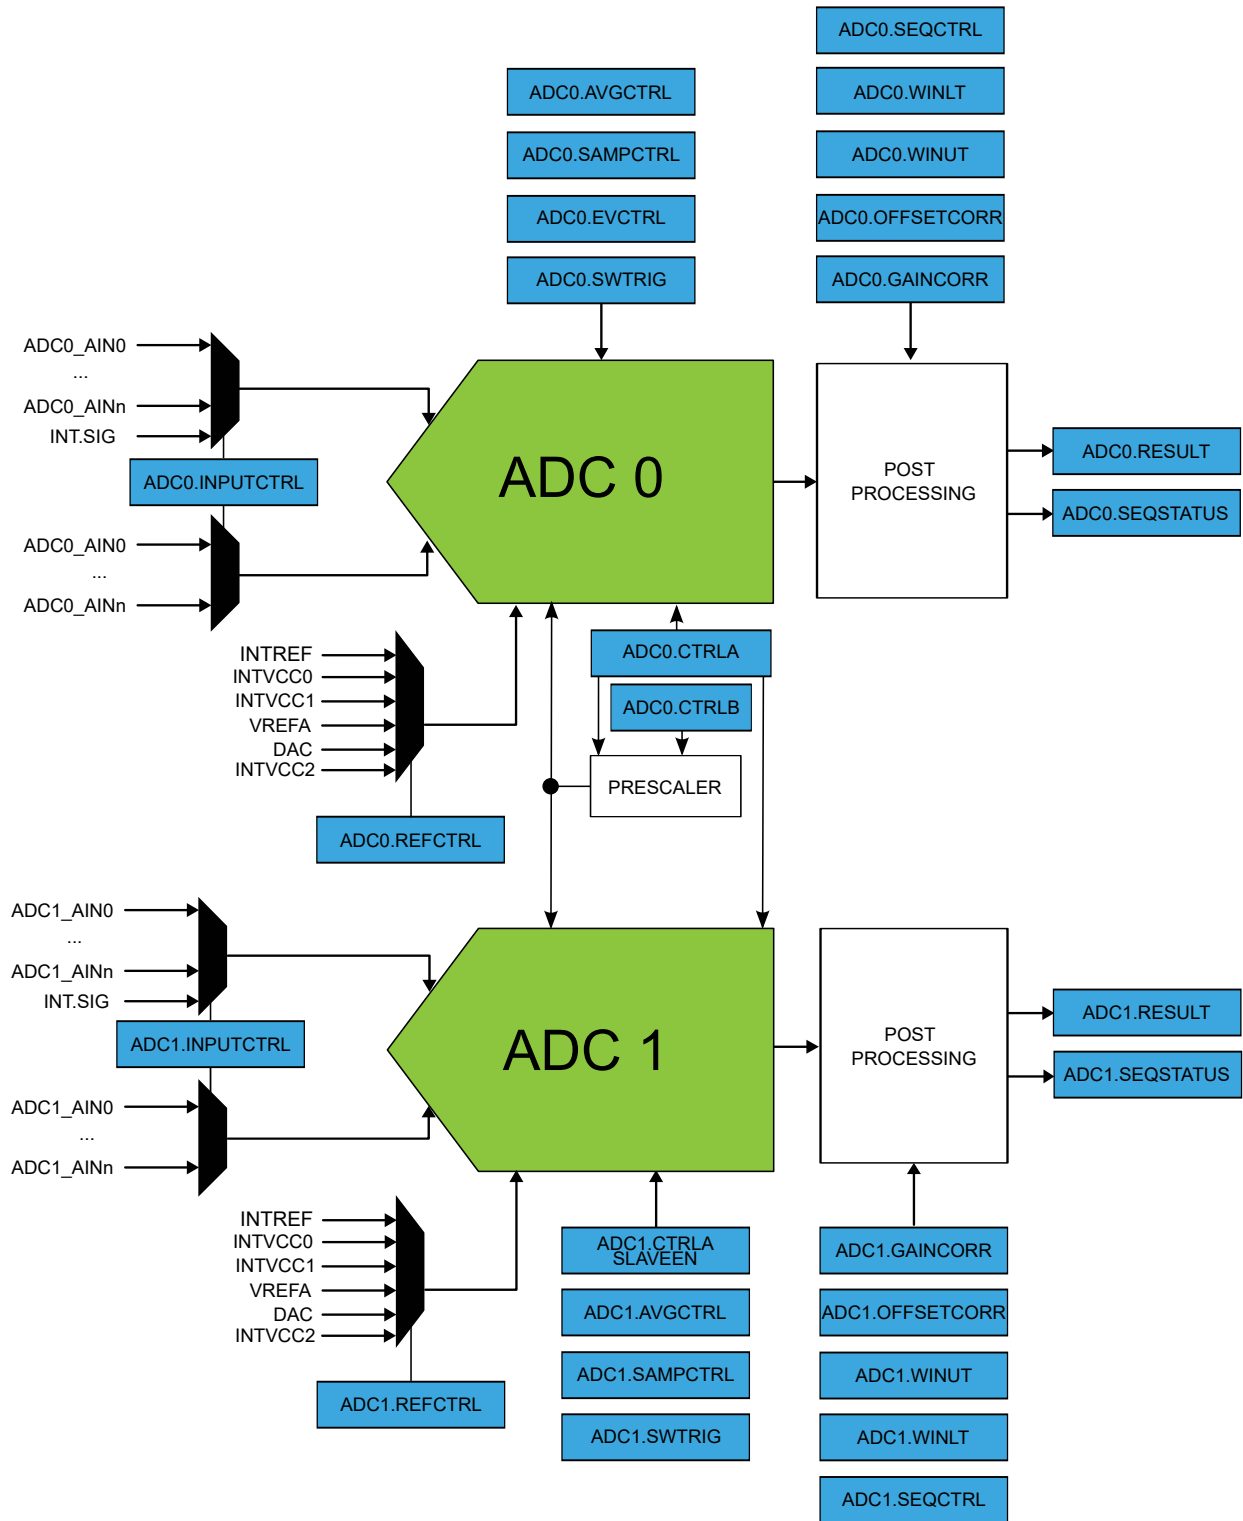 ADC0.SEQCTRL
ADC0.AVGCTRL
ADC0.WINLT
ADC0.SAMPCTRL
ADC0.WINUT
ADC0.EVCTRL
ADC0.OFFSETCORR
ADC0.SWTRIG
ADC0.GAINCORR
ADC0_AIN0
...
ADC0_AINn
INT.SIG
ADC0.INPUTCTRL
ADC0_AIN0
...
ADC0_AINn
ADC 0
POST
PROCESSING
ADC0.RESULT
ADC0.SEQSTATUS
INTREF
INTVCC0
INTVCC1
VREFA
DAC
INTVCC2
ADC0.REFCTRL
ADC0.CTRLA
ADC0.CTRLB
PRESCALER
ADC1_AIN0
...
ADC1_AINn
INT.SIG
ADC1.INPUTCTRL
ADC1_AIN0
...
ADC1_AINn
ADC 1
POST
PROCESSING
ADC1.RESULT
ADC1.SEQSTATUS
INTREF
INTVCC0
INTVCC1
VREFA
DAC
INTVCC2
ADC1.REFCTRL
ADC1.CTRLA
SLAVEEN
ADC1.AVGCTRL
ADC1.SAMPCTRL
ADC1.SWTRIG
ADC1.GAINCORR
ADC1.OFFSETCORR
ADC1.WINUT
ADC1.WINLT
ADC1.SEQCTRL